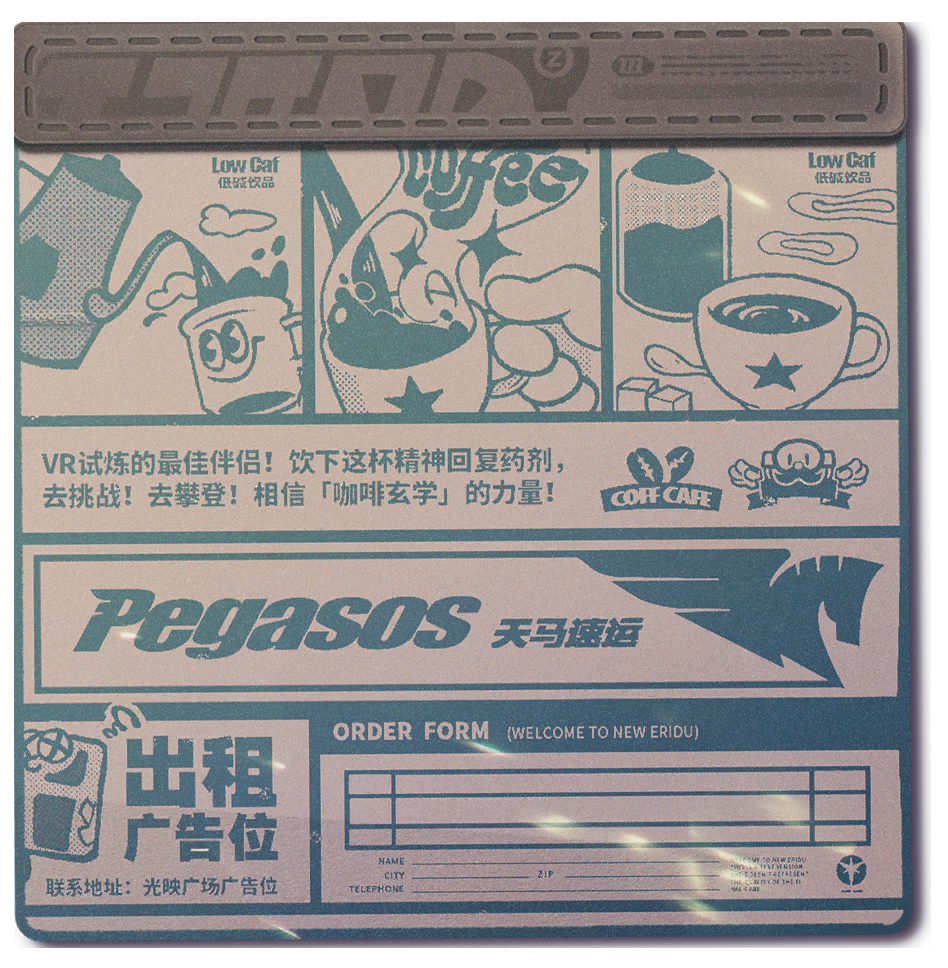 Z
m
Low Caf
低碱饮品
Coffee
Low Caf
低碱饮品
VR试炼的最佳伴侣！饮下这杯精神回复药剂，
去挑战！去攀登！相信「咖啡玄学」的力量！
COFF CAFE
Pegasos
天马速运
出租
广告位
联系地址：光映广场广告位
ORDER FORM (WELCOME TO NEW ERIDU)
NAME
CITY
ZIP
TELEPHONE